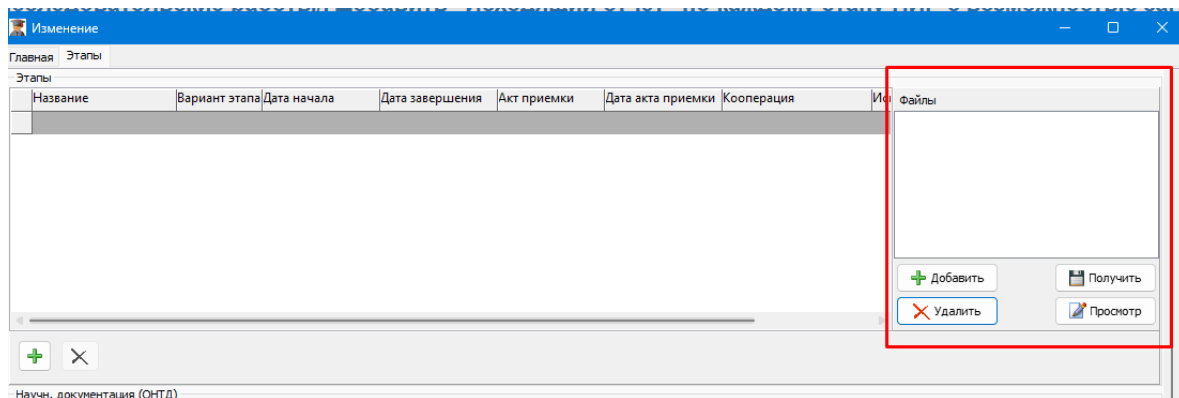 Изменение
Главная Этапы
Этапы
Название Вариант этапа Дата начала Дата завершения Акт приемки Дата акта приемки Кооперация Ис
Файлы
Добавить Получить
Удалить Просмотр
Научн. документация (ОНТД)